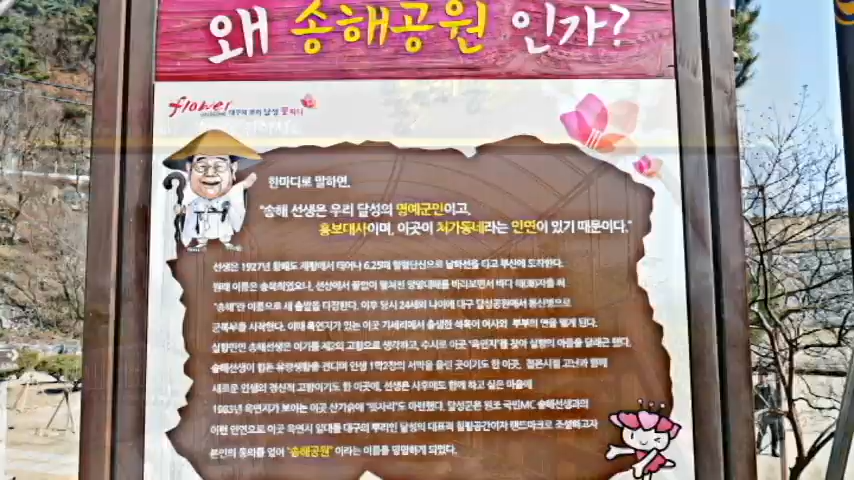 왜 송해공원 인가?
flower 대구의 뿌리 달성 꽃피다
한마디로 말하면,
"송해 선생은 우리 달성의 명예군민이고,
홍보대사이며, 이곳이 처가동네라는 인연이 있기 때문이다."
선생은 1927년 황해도 재령에서 태어나 6.25때 혈혈단신으로 남하선을 타고 부산에 도착한다.
원래 이름은 송복희였으나, 선상에서 끝없이 펼쳐진 망망대해를 바라보면서 바다 해(海)자를 써
"송해"란 이름으로 새 출발을 다짐한다. 이후 당시 24세의 나이에 대구 달성공원에서 통신병으로
군복무를 시작한다. 이때 옥연지가 있는 이곳 기세리에서 출생한 석옥이 여사와 부부의 연을 맺게 된다.
실향민인 송해선생은 여기를 제2의 고향으로 생각하고, 수시로 이곳 "옥연지"를 찾아 실향의 아픔을 달래곤 했다.
송해선생이 힘든 유랑생활을 견디며 인생 1막2장의 서막을 올린 곳이기도 한 이곳, 젊은시절 고난과 함께
새로운 인생의 정신적 고향이기도 한 이곳에, 선생은 사후에도 함께 하고 싶은 마음에
1983년 옥연지가 보이는 이곳 산기슭에 "묏자리"도 마련했다. 달성군은 원조 국민MC 송해선생과의
이런 인연으로 이곳 옥연지 일대를 대구의 뿌리인 달성의 대표적 힐링공간이자 랜드마크로 조성하고자
본인의 동의를 얻어 "송해공원" 이라는 이름을 명명하게 되었다.